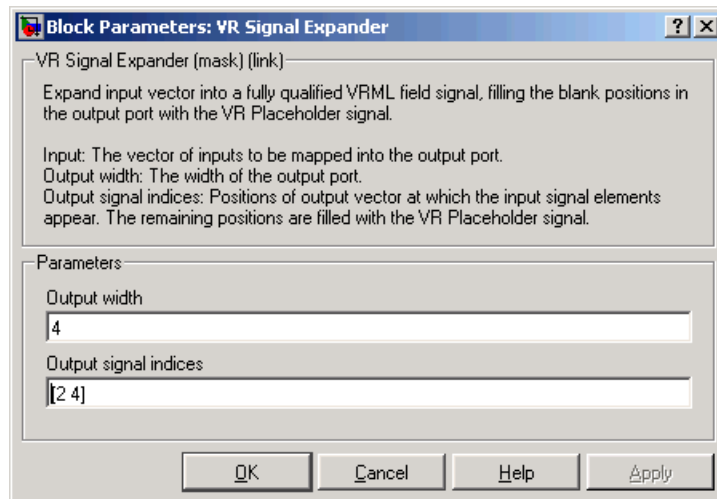 Block Parameters: VR Signal Expander
VR Signal Expander (mask) (link)
Expand input vector into a fully qualified VRML field signal, filling the blank positions in
the output port with the VR Placeholder signal.
Input: The vector of inputs to be mapped into the output port.
Output width: The width of the output port.
Output signal indices: Positions of output vector at which the input signal elements
appear. The remaining positions are filled with the VR Placeholder signal.
Parameters
Output width
4
Output signal indices
[2 4]
OK Cancel Help Apply